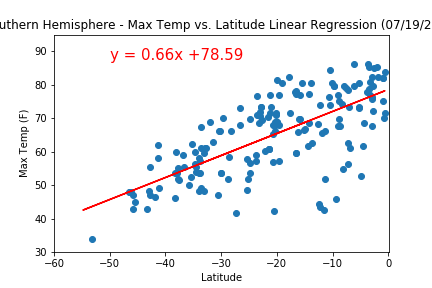 uthern Hemisphere - Max Temp vs. Latitude Linear Regression (07/19/2
y = 0.66x +78.59
90
80
70
60
50
40
30
Max Temp (F)
−60 −50 −40 −30 −20 −10 0
Latitude